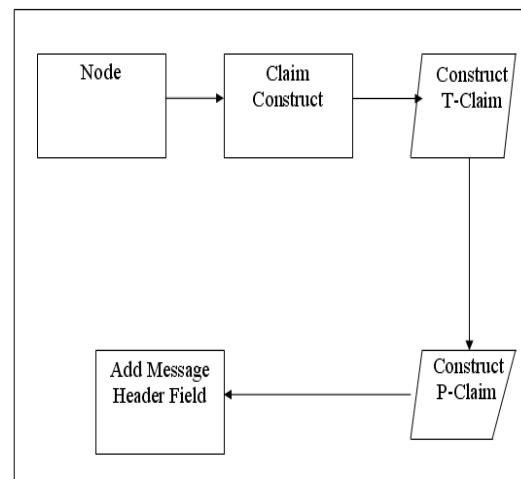 Node
Claim
Construct
Construct
T-Claim
Construct
P-Claim
Add Message
Header Field